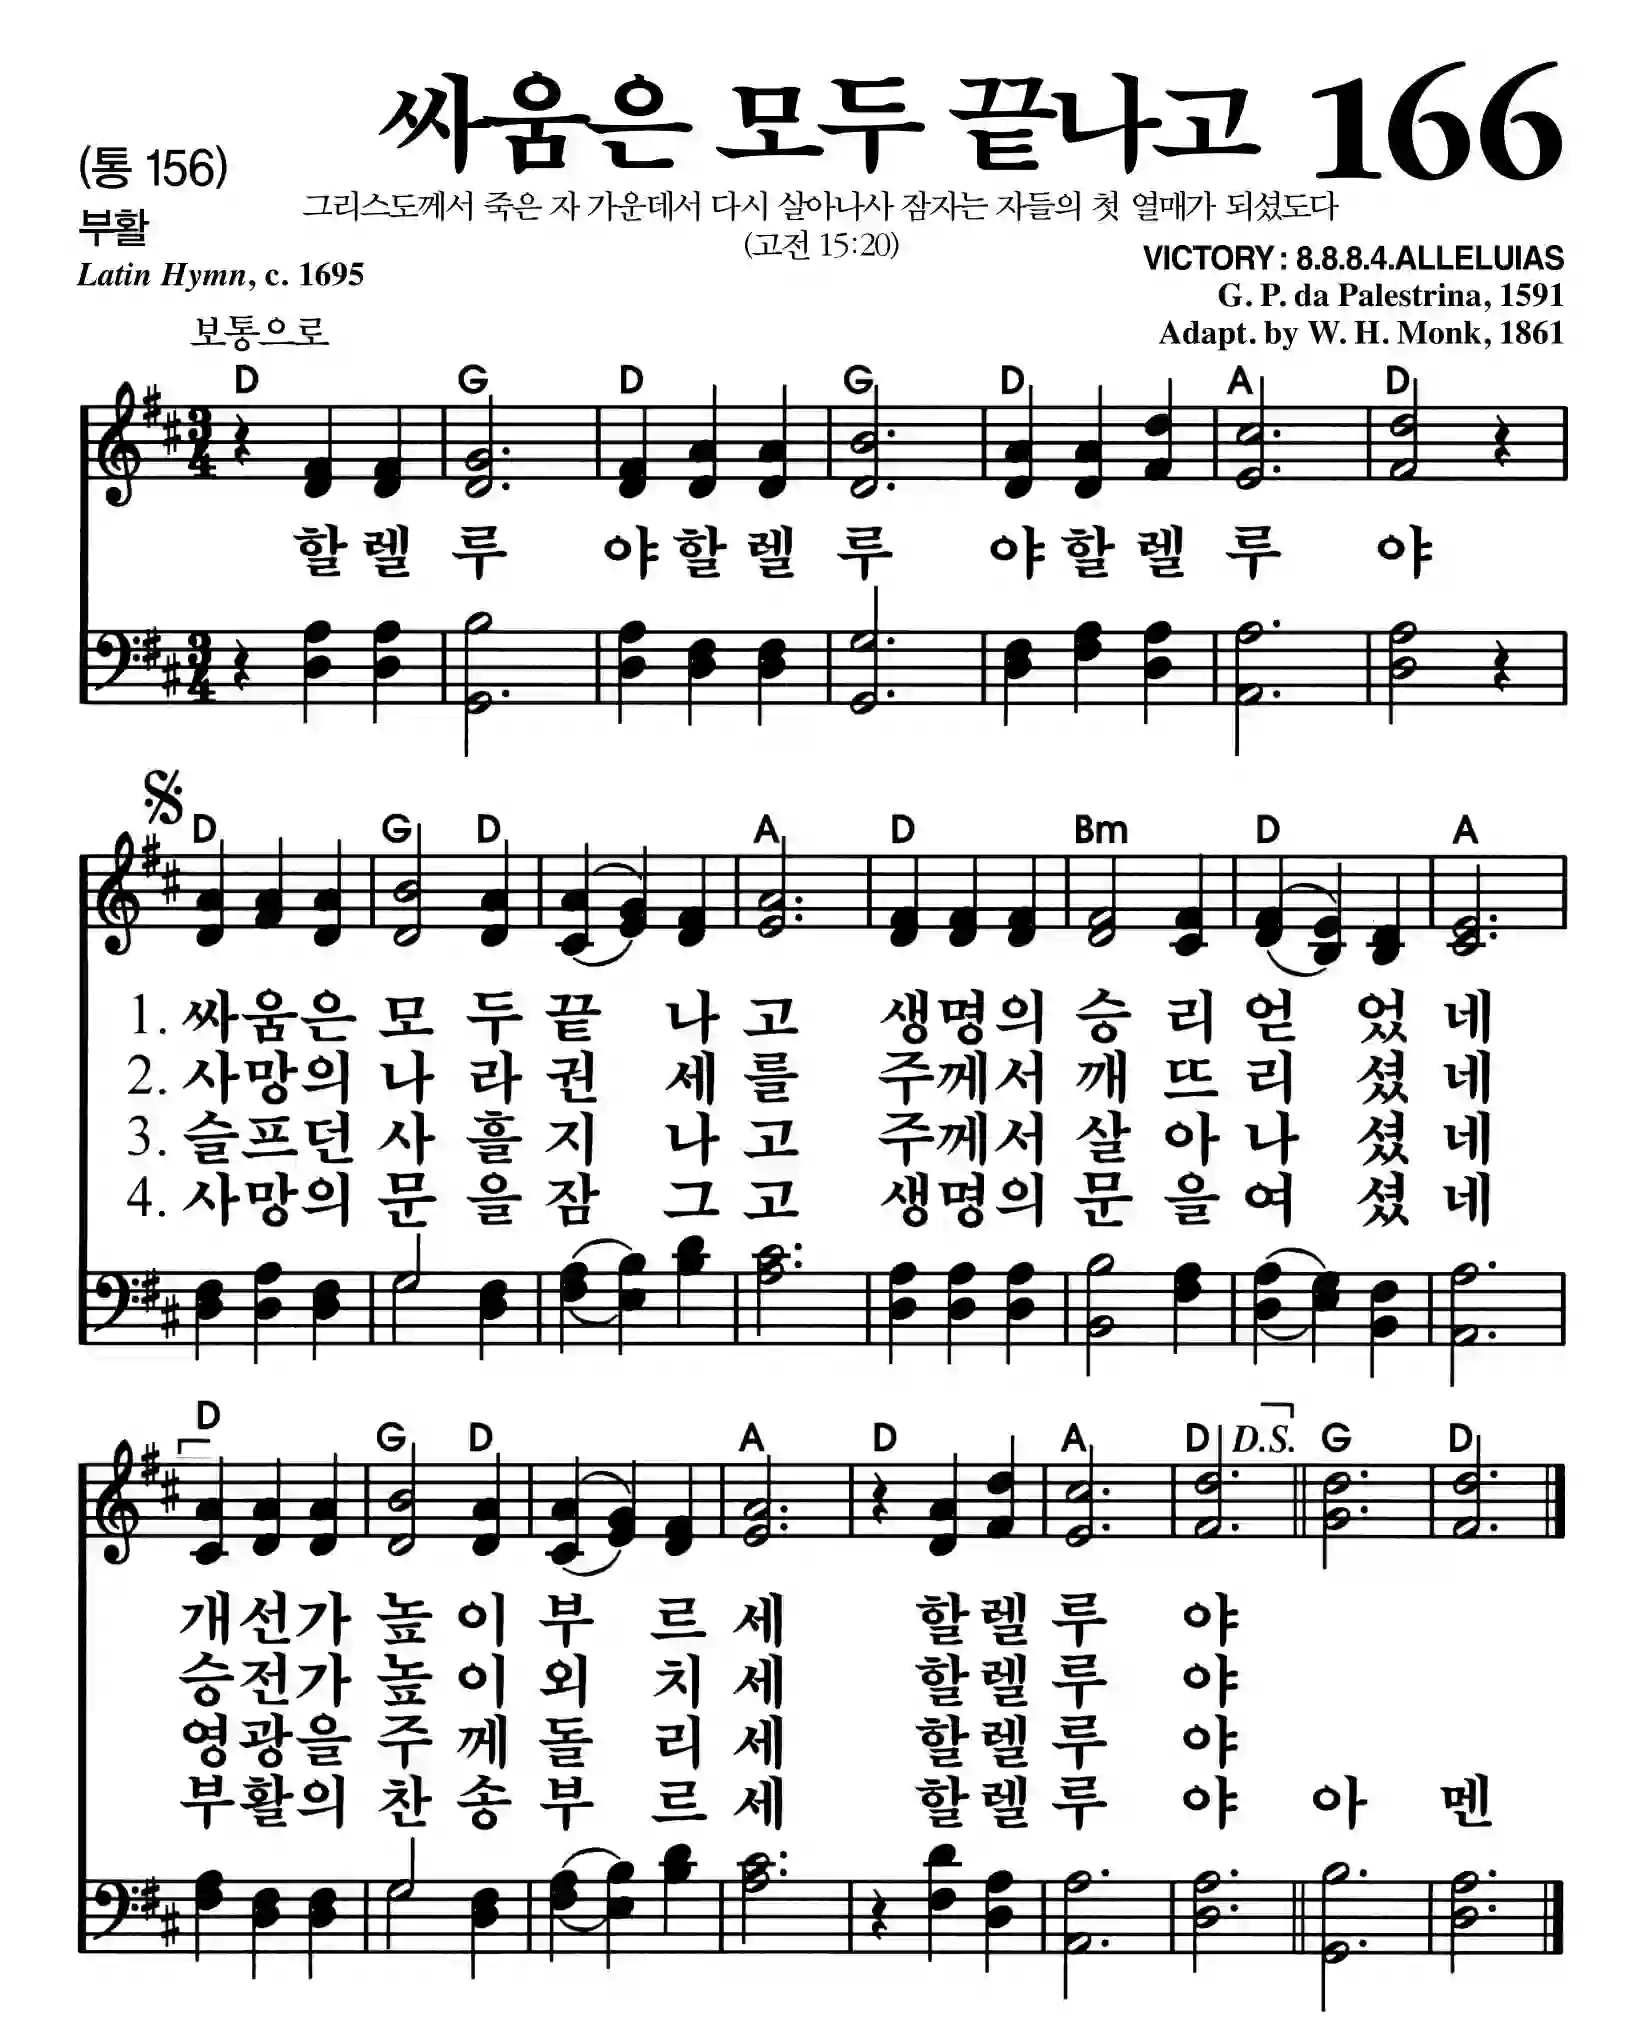 싸움은 모두 끝나고 166
(통 156)
그리스도께서 죽은 자 가운데서 다시 살아나사 잠자는 자들의 첫 열매가 되셨도다
부활
(고전 15:20)
VICTORY : 8.8.8.4.ALLELUIAS
Latin Hymn, c. 1695
G. P. da Palestrina, 1591
보통으로
Adapt. by W. H. Monk, 1861
D G D G D A D
3 4
할 렐 루 야 할 렐 루 야 할 렐 루 야
3 4
D G D A D Bm D A
1. 싸움은 모 두 끝 나 고 생명의 승 리 얻 었 네
2. 사망의 나 라 권 세 를 주께서 깨 뜨 리 셨 네
3. 슬프던 사 흘 지 나 고 주께서 살 아 나 셨 네
4. 사망의 문 을 잠 그 고 생명의 문 을 여 셨 네
D G D A D A D D.S. G D
개선가 높 이 부 르 세 할렐루 야
승전가 높 이 외 치 세 할렐루 야
영광을 주 께 돌 리 세 할렐루 야
부활의 찬 송 부 르 세 할렐루 야 아 멘